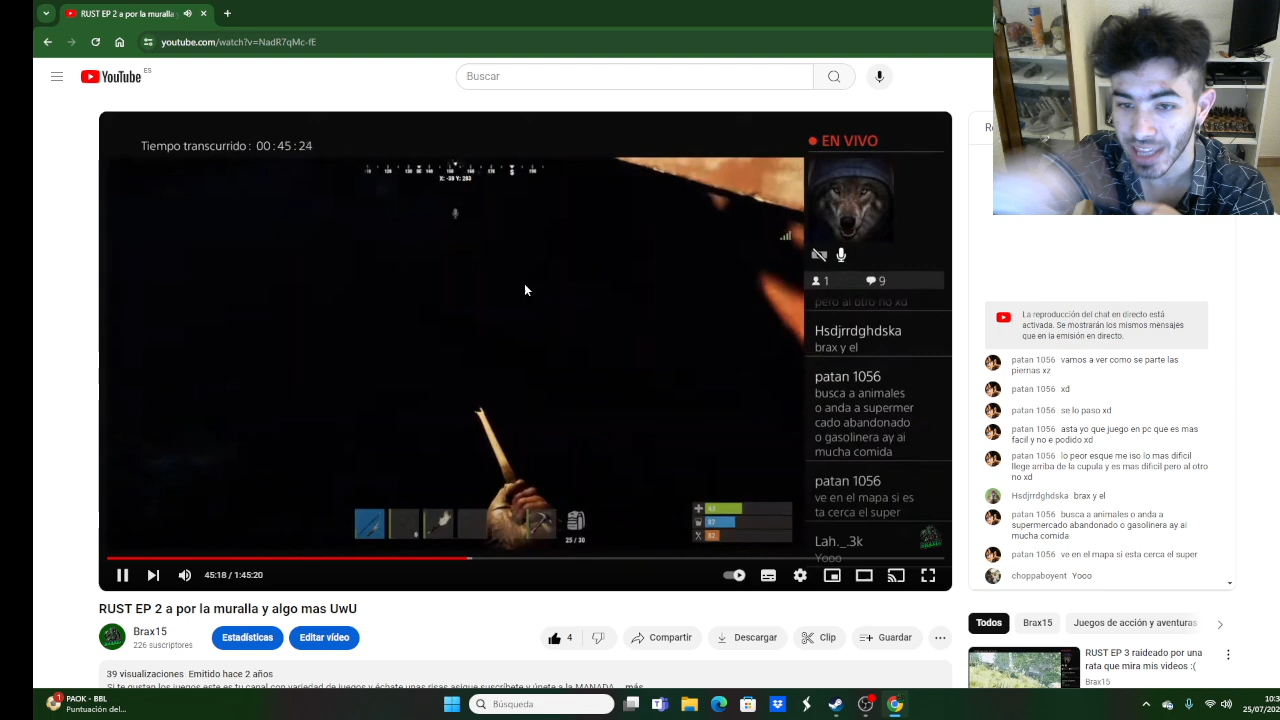 RUST EP 2 a por la muralla
youtube.com/watch?v=NadR7qMc-fE
YouTube ES
Buscar
Tiempo transcurrido : 00:45:24
EN VIVO
X: -39 Y: 253
1
9
pero al otro no xd
Hsdjrrdghdska
brax y el
patan 1056
busca a animales
o anda a supermer
cado abandonado
o gasolinera ay ai
mucha comida
patan 1056
ve en el mapa si es
ta cerca el super
Lah._.3k
Yooo
25 / 30
45:18 / 1:45:20
La reproducción del chat en directo está
activada. Se mostrarán los mismos mensajes
que en la emisión en directo.
patan 1056 vamos a ver como se parte las
piernas xz
patan 1056 xd
patan 1056 se lo paso xd
patan 1056 asta yo que juego en pc que es mas
facil y no e podido xd
patan 1056 lo peor esque me iso lo mas dificil
llege arriba de la cupula y es mas dificil pero al otro
no xd
Hsdjrrdghdska brax y el
patan 1056 busca a animales o anda a
supermercado abandonado o gasolinera ay ai
mucha comida
patan 1056 ve en el mapa si esta cerca el super
choppaboyent Yooo
RUST EP 2 a por la muralla y algo mas UwU
Brax15
226 suscriptores
Estadísticas
Editar vídeo
4
Compartir
Descargar
Clip
Guardar
39 visualizaciones Emitido hace 2 años
Todos
Brax15
Juegos de acción y aventuras
RUST EP 3 raideado por una
rata que mira mis videos :(
Brax15
1
PAOK - BBL
Puntuación del...
Búsqueda
10:3
25/07/202